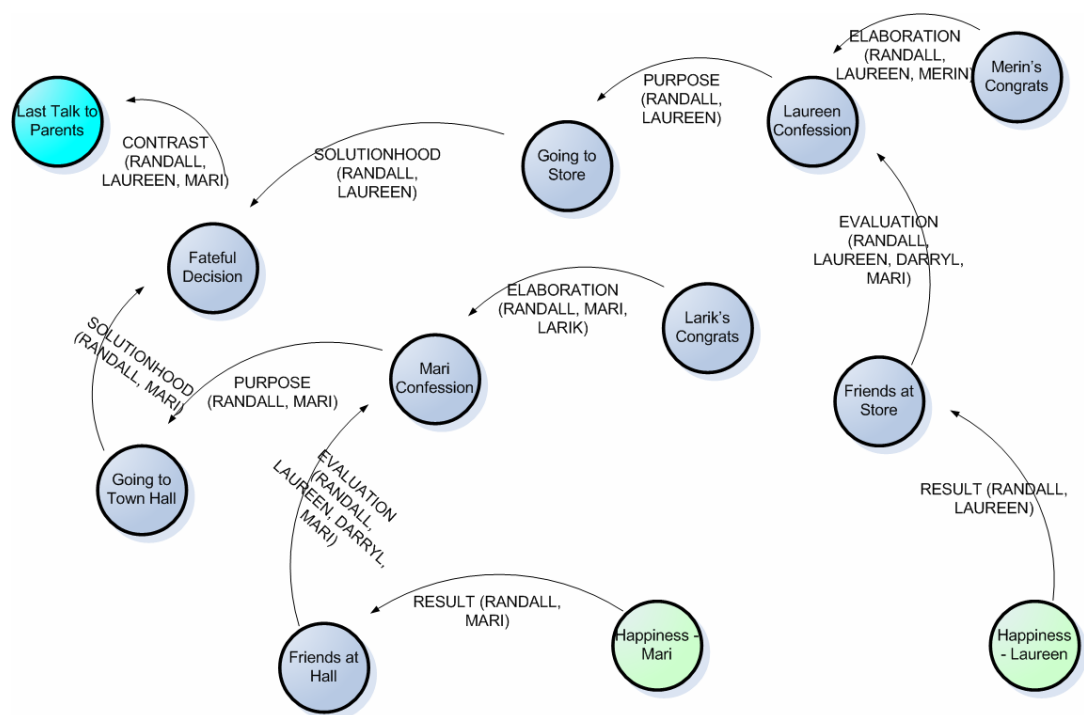 ELABORATION
(RANDALL,
LAUREEN, MERIN)
Merin's
Congrats
PURPOSE
(RANDALL,
LAUREEN)
Laureen
Confession
Last Talk to
Parents
CONTRAST
(RANDALL,
LAUREEN, MARI)
SOLUTIONHOOD
(RANDALL,
LAUREEN)
Going to
Store
EVALUATION
(RANDALL,
LAUREEN, DARRYL,
MARI)
Fateful
Decision
ELABORATION
(RANDALL, MARI,
LARIK)
Larik's
Congrats
SOLUTIONHOOD
(RANDALL, MARI)
PURPOSE
(RANDALL, MARI)
Mari
Confession
Friends at
Store
Going to
Town Hall
EVALUATION
(RANDALL,
LAUREEN, DARRYL,
MARI)
RESULT (RANDALL,
LAUREEN)
RESULT (RANDALL,
MARI)
Friends at
Hall
Happiness -
Mari
Happiness
- Laureen